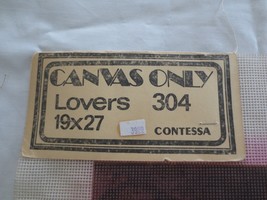 CANVAS ONLY
Lovers 304
19x27
CONTESSA